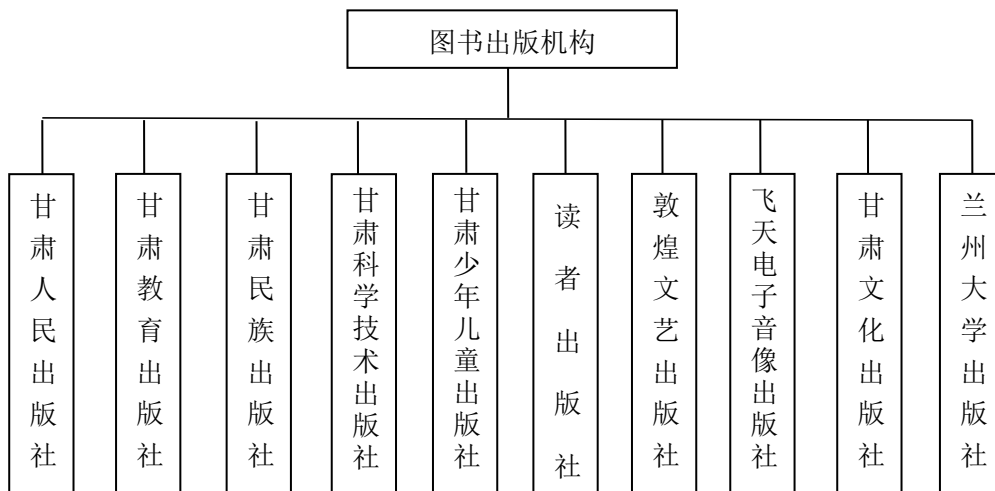 图书出版机构
甘肃人民出版社
甘肃教育出版社
甘肃民族出版社
甘肃科学技术出版社
甘肃少年儿童出版社
读者出版社
敦煌文艺出版社
飞天电子音像出版社
甘肃文化出版社
兰州大学出版社